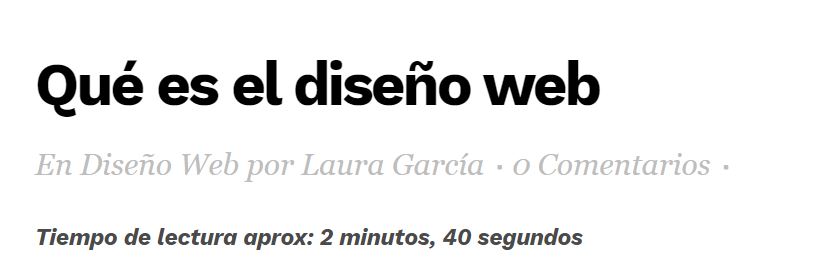 Qué es el diseño web
En Diseño Web por Laura García · 0 Comentarios ·
Tiempo de lectura aprox: 2 minutos, 40 segundos